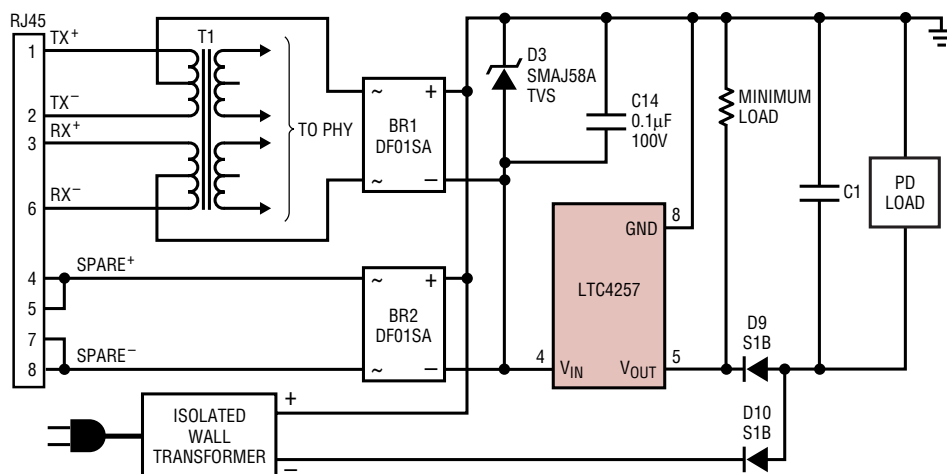 RJ45
1
TX+
2
TX−
3
RX+
6
RX−
4
SPARE+
5
7
8
SPARE−
T1
TO PHY
~
+
BR1
DF01SA
~
−
~
+
BR2
DF01SA
~
−
D3
SMAJ58A
TVS
C14
0.1µF
100V
MINIMUM
LOAD
C1
PD
LOAD
GND
8
LTC4257
4
VIN
VOUT
5
D9
S1B
D10
S1B
ISOLATED
WALL
TRANSFORMER
+
−